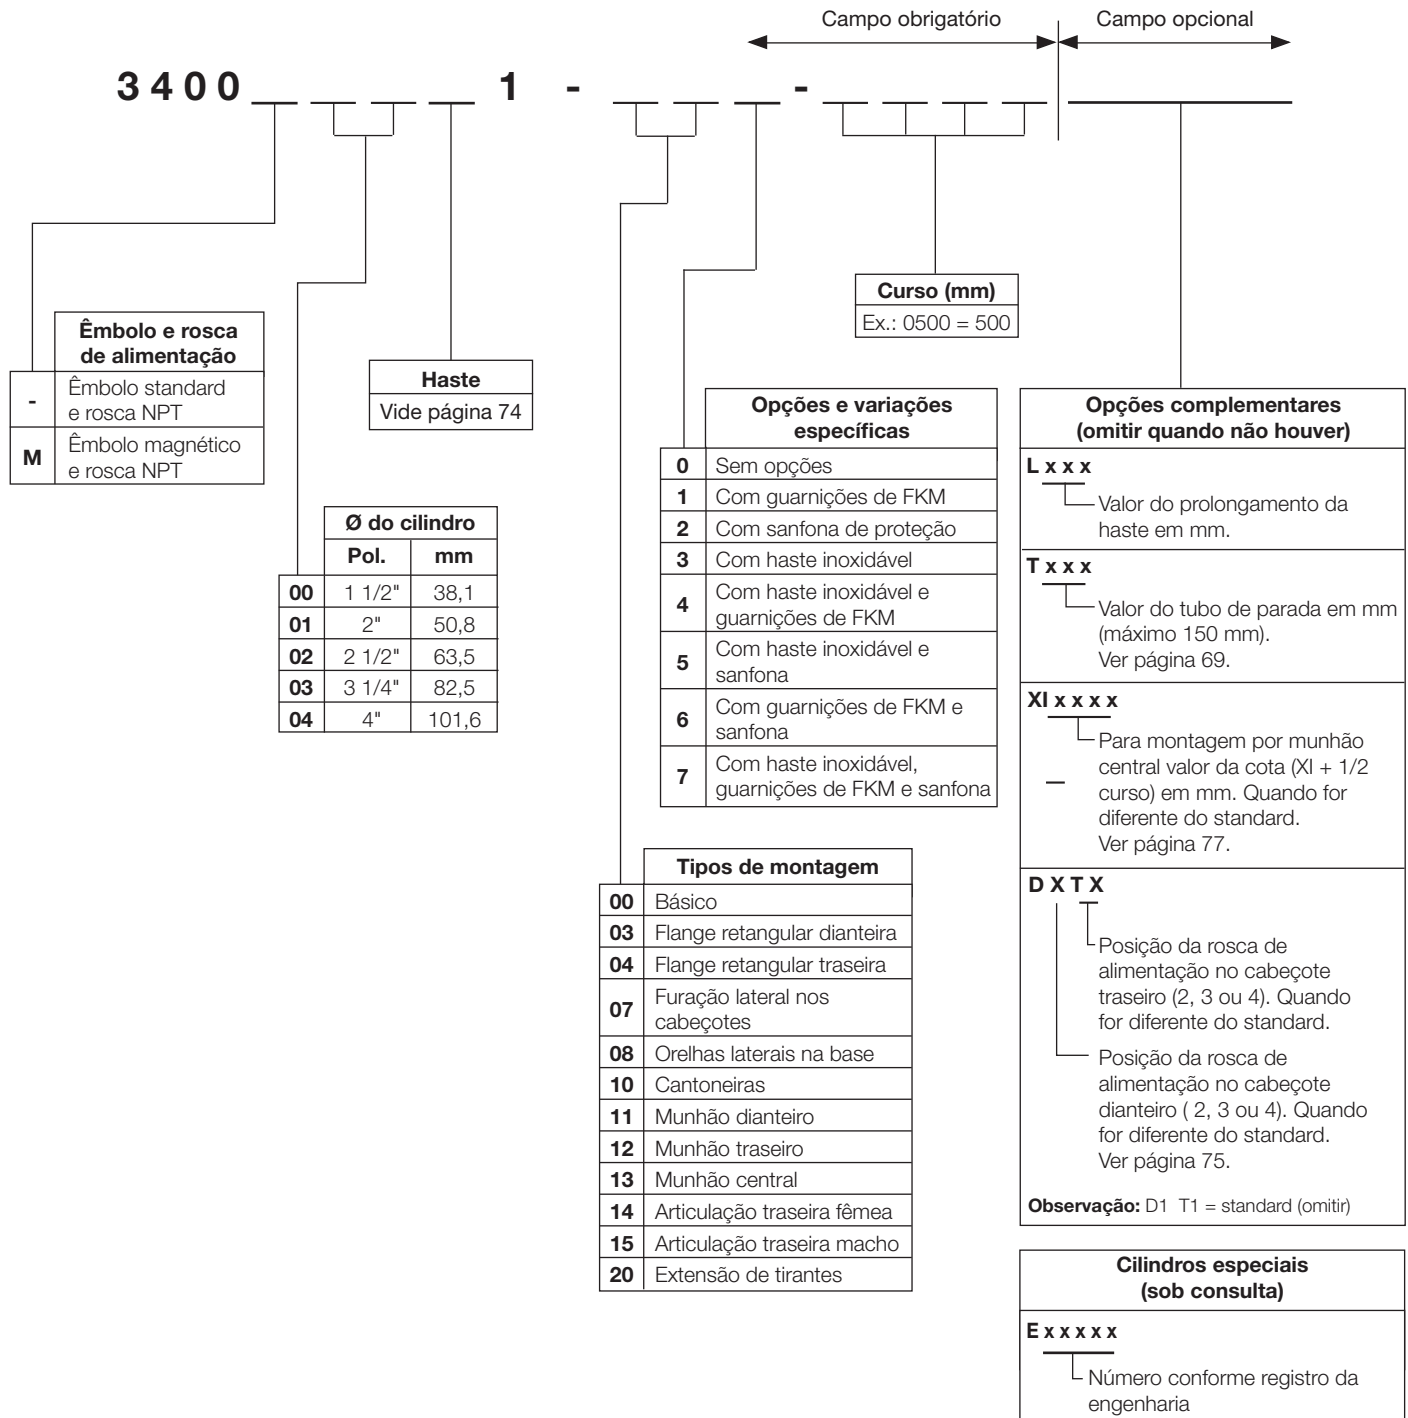 Campo obrigatório
Campo opcional
3400 1 - -
Êmbolo e rosca
de alimentação
- Êmbolo standard
e rosca NPT
M Êmbolo magnético
e rosca NPT
Ø do cilindro
Pol. mm
00 1 1/2" 38,1
01 2" 50,8
02 2 1/2" 63,5
03 3 1/4" 82,5
04 4" 101,6
Haste
Vide página 74
Curso (mm)
Ex.: 0500 = 500
Opções e variações
específicas
0 Sem opções
1 Com guarnições de FKM
2 Com sanfona de proteção
3 Com haste inoxidável
4 Com haste inoxidável e
guarnições de FKM
5 Com haste inoxidável e
sanfona
6 Com guarnições de FKM e
sanfona
7 Com haste inoxidável,
guarnições de FKM e sanfona
Tipos de montagem
00 Básico
03 Flange retangular dianteira
04 Flange retangular traseira
07 Furação lateral nos
cabeçotes
08 Orelhas laterais na base
10 Cantoneiras
11 Munhão dianteiro
12 Munhão traseiro
13 Munhão central
14 Articulação traseira fêmea
15 Articulação traseira macho
20 Extensão de tirantes
Opções complementares
(omitir quando não houver)
L x x x
Valor do prolongamento da
haste em mm.
T x x x
Valor do tubo de parada em mm
(máximo 150 mm).
Ver página 69.
XI x x x x
Para montagem por munhão
central valor da cota (XI + 1/2
curso) em mm. Quando for
diferente do standard.
Ver página 77.
D X T X
Posição da rosca de
alimentação no cabeçote
traseiro (2, 3 ou 4). Quando
for diferente do standard.
Posição da rosca de
alimentação no cabeçote
dianteiro ( 2, 3 ou 4). Quando
for diferente do standard.
Ver página 75.
Observação: D1 T1 = standard (omitir)
Cilindros especiais
(sob consulta)
E x x x x x
Número conforme registro da
engenharia